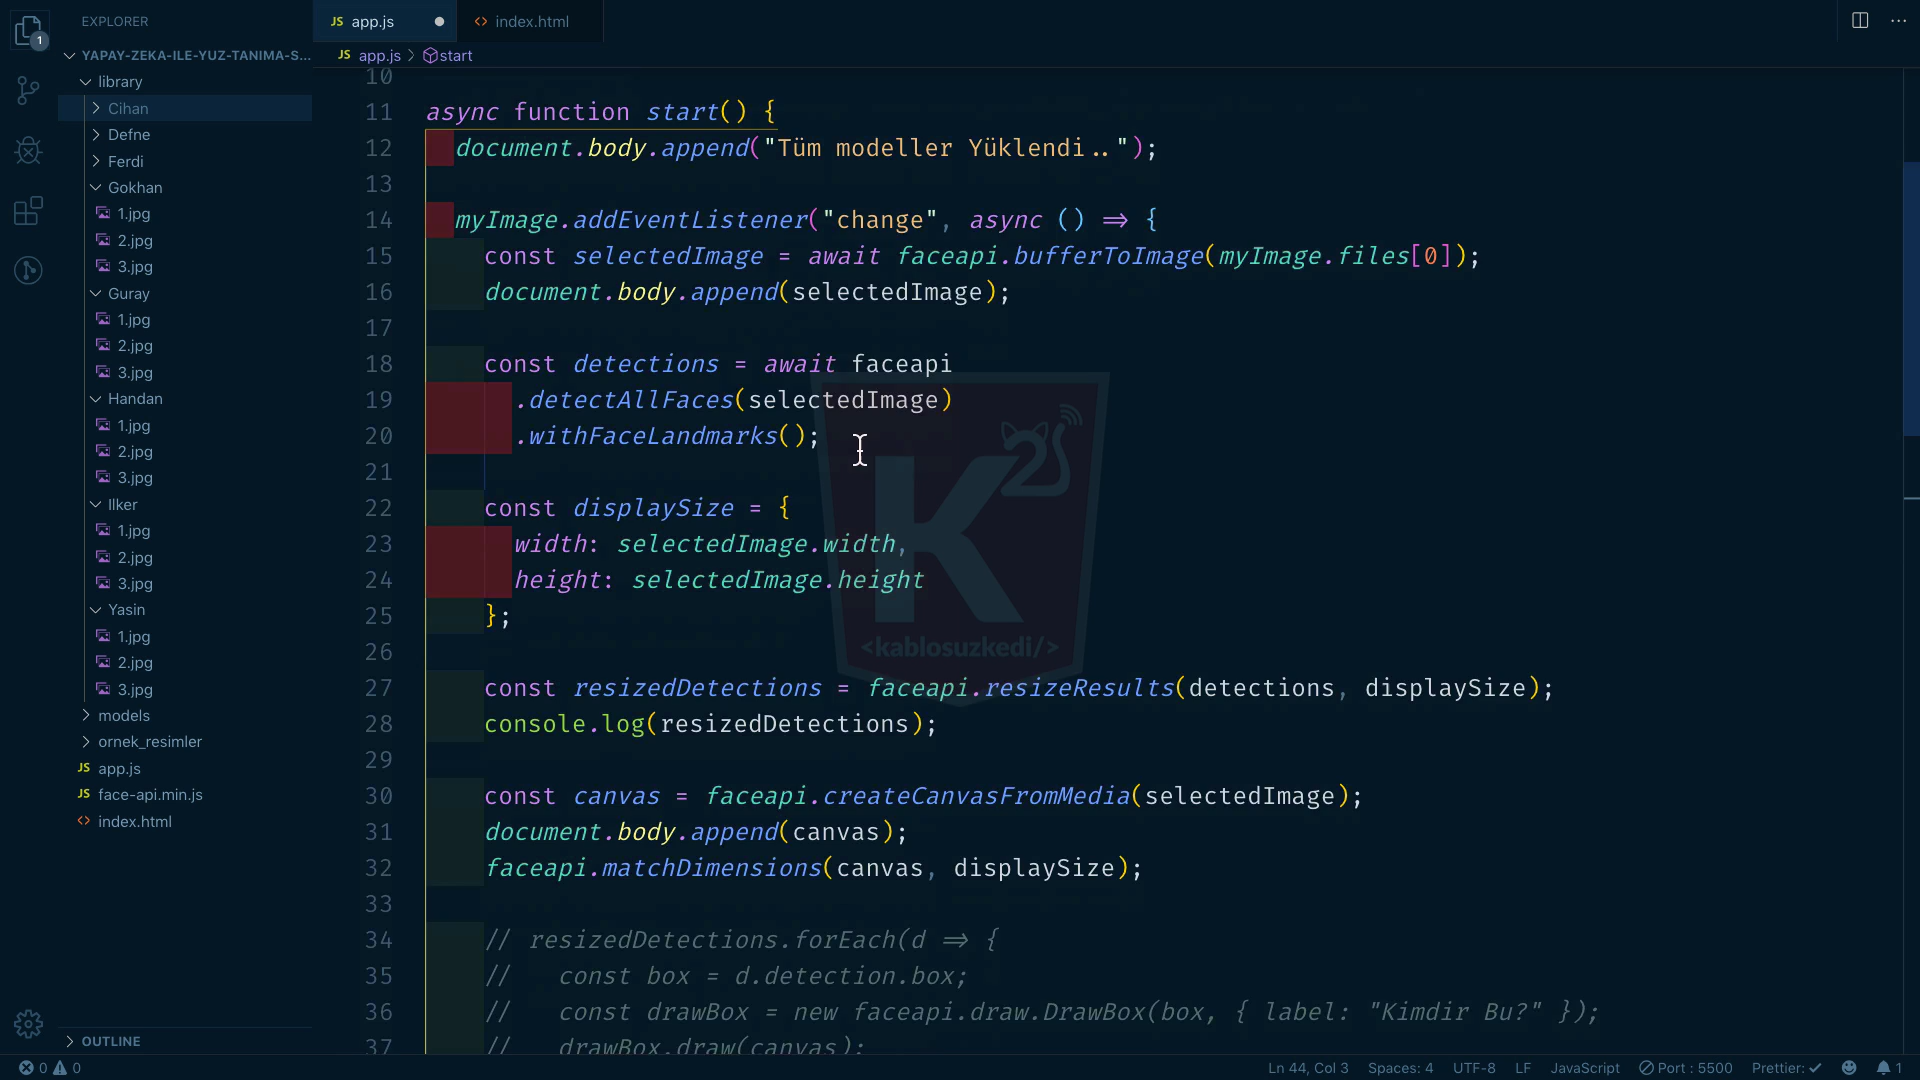 EXPLORER
1
YAPAY-ZEKA-ILE-YUZ-TANIMA-S...
library
Cihan
Defne
Ferdi
Gokhan
1.jpg
2.jpg
3.jpg
Guray
1.jpg
2.jpg
3.jpg
Handan
1.jpg
2.jpg
3.jpg
Ilker
1.jpg
2.jpg
3.jpg
Yasin
1.jpg
2.jpg
3.jpg
models
ornek_resimler
JS app.js
JS face-api.min.js
<> index.html
OUTLINE
JS app.js
<> index.html
JS app.js > start
10
11 async function start() {
12 document.body.append("Tüm modeller Yüklendi..");
13
14 myImage.addEventListener("change", async () => {
15 const selectedImage = await faceapi.bufferToImage(myImage.files[0]);
16 document.body.append(selectedImage);
17
18 const detections = await faceapi
19 .detectAllFaces(selectedImage)
20 .withFaceLandmarks();
21
22 const displaySize = {
23 width: selectedImage.width,
24 height: selectedImage.height
25 };
26
27 const resizedDetections = faceapi.resizeResults(detections, displaySize);
28 console.log(resizedDetections);
29
30 const canvas = faceapi.createCanvasFromMedia(selectedImage);
31 document.body.append(canvas);
32 faceapi.matchDimensions(canvas, displaySize);
33
34 // resizedDetections.forEach(d => {
35 // const box = d.detection.box;
36 // const drawBox = new faceapi.draw.DrawBox(box, { label: "Kimdir Bu?" });
37 // drawBox.draw(canvas);
K
<kablosuzkedi/>
0 0
Ln 44, Col 3
Spaces: 4
UTF-8
LF
JavaScript
Port : 5500
Prettier: ✓
1